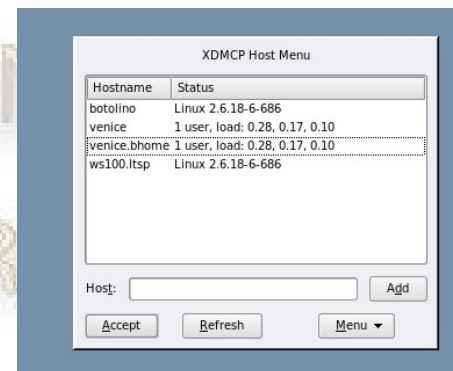 XDMCP Host Menu
Hostname Status
botolino Linux 2.6.18-6-686
venice 1 user, load: 0.28, 0.17, 0.10
venice.bhome 1 user, load: 0.28, 0.17, 0.10
ws100.ltsp Linux 2.6.18-6-686
Host:
Add
Accept Refresh Menu